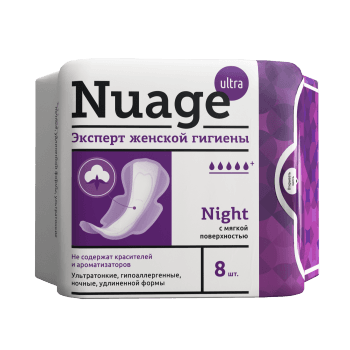 Nuage
ultra
Эксперт женской гигиены
+
Night
с мягкой
поверхностью
Не содержат красителей
и ароматизаторов
Ультратонкие, гипоаллергенные,
ночные, удлиненной формы
8 шт.